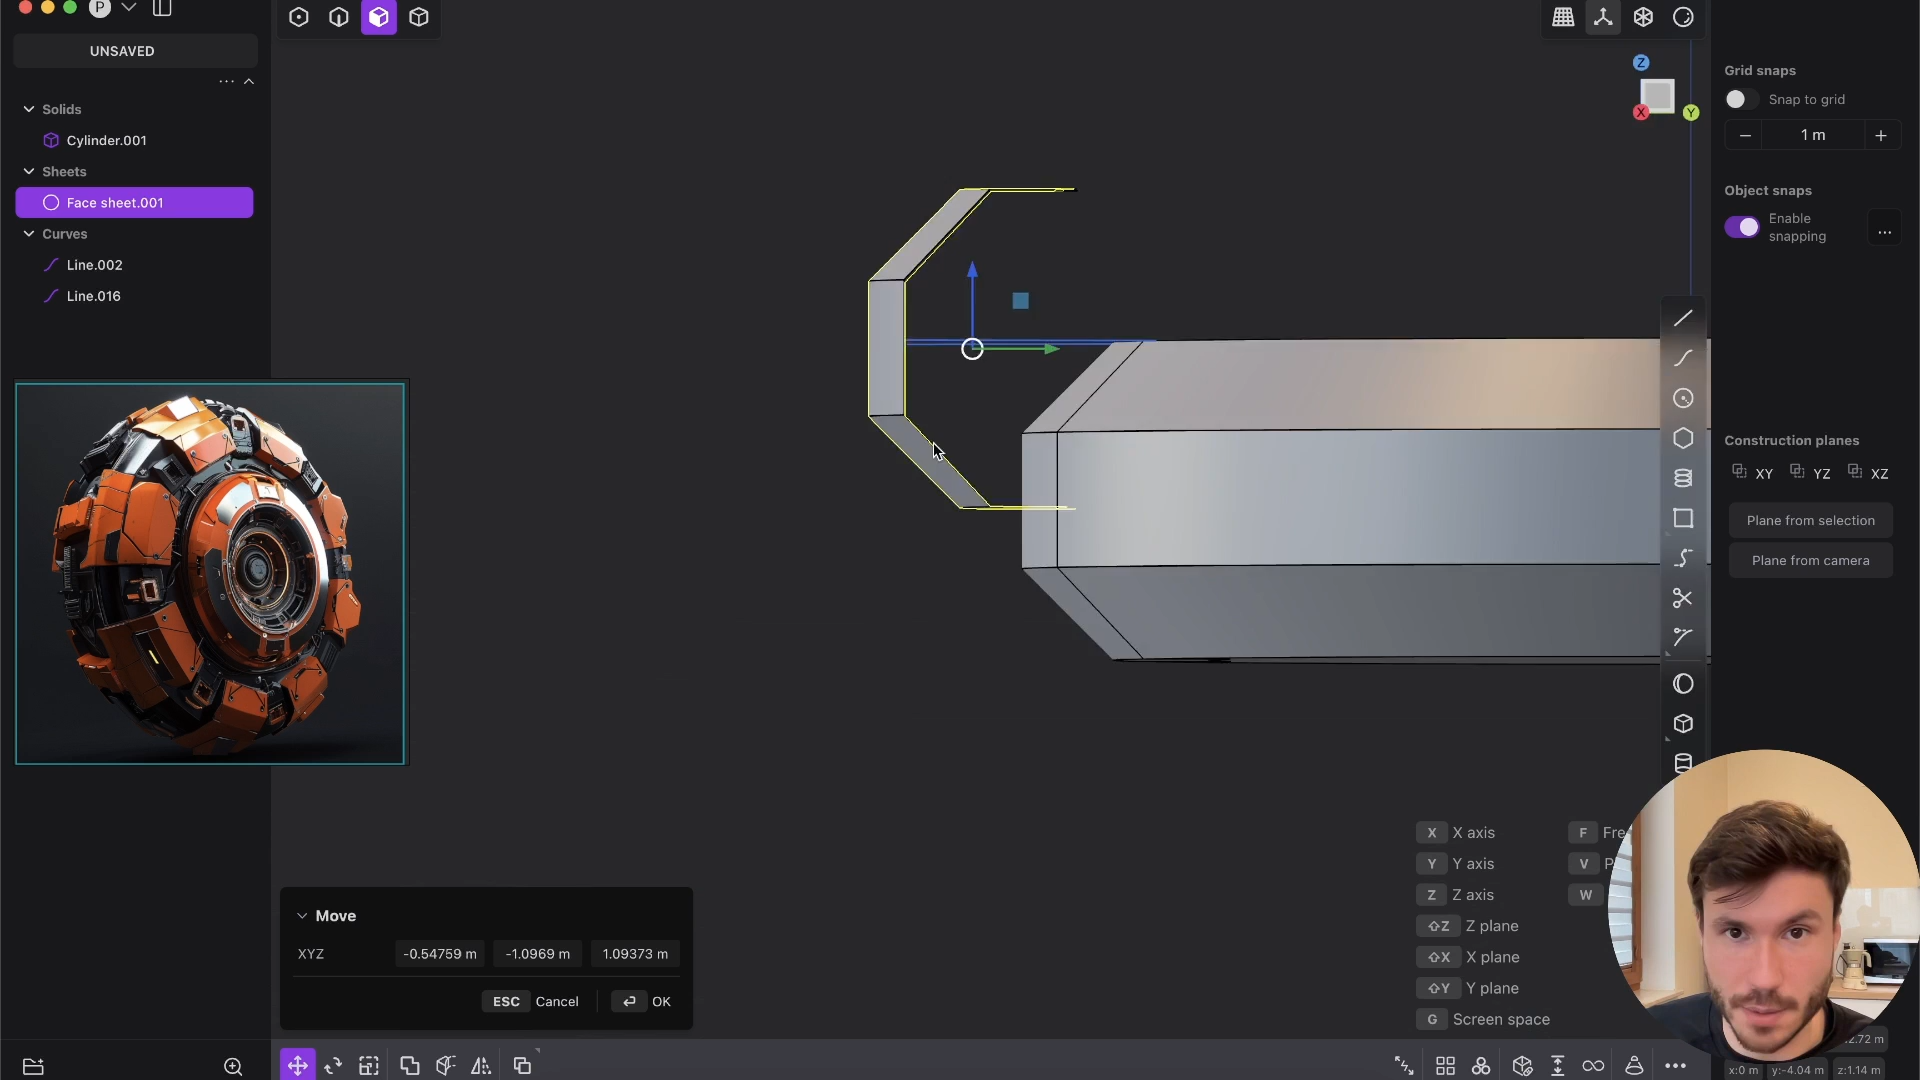 P
UNSAVED
Solids
Cylinder.001
Sheets
Face sheet.001
Curves
Line.002
Line.016
Z
X
Y
Grid snaps
Snap to grid
1 m
Object snaps
Enable
snapping
Construction planes
XY YZ XZ
Plane from selection
Plane from camera
X X axis
F Fre
Y Y axis
V P
Z Z axis
W
⇧Z Z plane
⇧X X plane
⇧Y Y plane
G Screen space
Move
XYZ -0.54759 m -1.0969 m 1.09373 m
ESC Cancel OK
2.72 m
x:0 m y:-4.04 m z:1.14 m